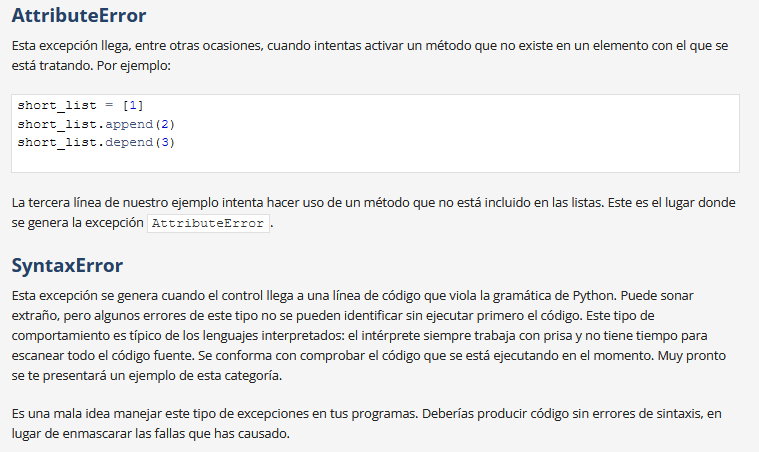 AttributeError
Esta excepción llega, entre otras ocasiones, cuando intentas activar un método que no existe en un elemento con el que se
está tratando. Por ejemplo:
short_list = [1]
short_list.append(2)
short_list.depend(3)
La tercera línea de nuestro ejemplo intenta hacer uso de un método que no está incluido en las listas. Este es el lugar donde
se genera la excepción AttributeError.
SyntaxError
Esta excepción se genera cuando el control llega a una línea de código que viola la gramática de Python. Puede sonar
extraño, pero algunos errores de este tipo no se pueden identificar sin ejecutar primero el código. Este tipo de
comportamiento es típico de los lenguajes interpretados: el intérprete siempre trabaja con prisa y no tiene tiempo para
escanear todo el código fuente. Se conforma con comprobar el código que se está ejecutando en el momento. Muy pronto
se te presentará un ejemplo de esta categoría.
Es una mala idea manejar este tipo de excepciones en tus programas. Deberías producir código sin errores de sintaxis, en
lugar de enmascarar las fallas que has causado.